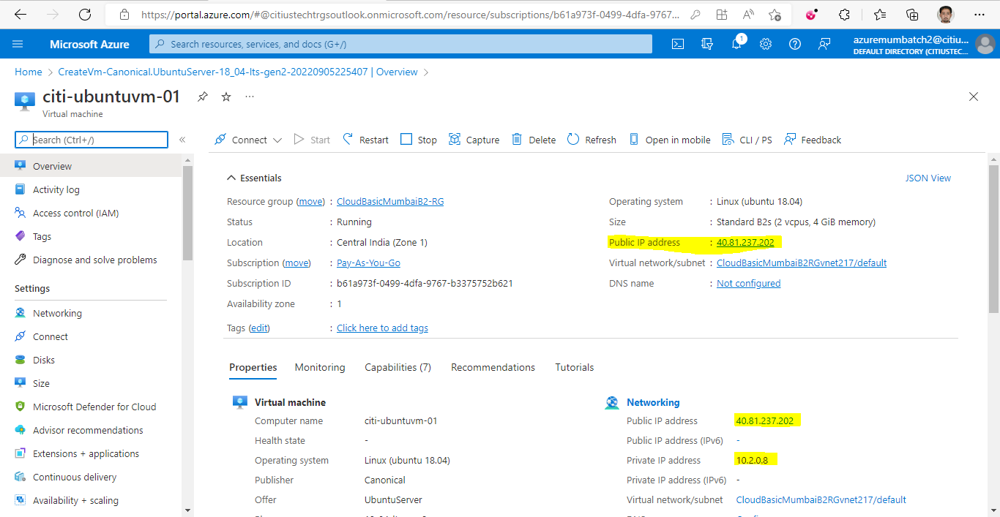 https://portal.azure.com/#@citiustechtrgsoutlook.onmicrosoft.com/resource/subscriptions/b61a973f-0499-4dfa-9767...
Microsoft Azure
Search resources, services, and docs (G+/)
1
azuremumbatch2@citiu...
DEFAULT DIRECTORY (CITIUSTEC...
Home > CreateVm-Canonical.UbuntuServer-18_04-lts-gen2-20220905225407 | Overview >
citi-ubuntuvm-01
Virtual machine
Search (Ctrl+/)
Connect Start Restart Stop Capture Delete Refresh Open in mobile CLI / PS Feedback
Overview
Activity log
Access control (IAM)
Tags
Diagnose and solve problems
Settings
Networking
Connect
Disks
Size
Microsoft Defender for Cloud
Advisor recommendations
Extensions + applications
Continuous delivery
Availability + scaling
Essentials
JSON View
Resource group (move) : CloudBasicMumbaiB2-RG
Status : Running
Location : Central India (Zone 1)
Subscription (move) : Pay-As-You-Go
Subscription ID : b61a973f-0499-4dfa-9767-b3375752b621
Availability zone : 1
Tags (edit) : Click here to add tags
Operating system : Linux (ubuntu 18.04)
Size : Standard B2s (2 vcpus, 4 GiB memory)
Public IP address : 40.81.237.202
Virtual network/subnet : CloudBasicMumbaiB2RGvnet217/default
DNS name : Not configured
Properties Monitoring Capabilities (7) Recommendations Tutorials
Virtual machine
Computer name citi-ubuntuvm-01
Health state -
Operating system Linux (ubuntu 18.04)
Publisher Canonical
Offer UbuntuServer
Networking
Public IP address 40.81.237.202
Public IP address (IPv6) -
Private IP address 10.2.0.8
Private IP address (IPv6) -
Virtual network/subnet CloudBasicMumbaiB2RGvnet217/default